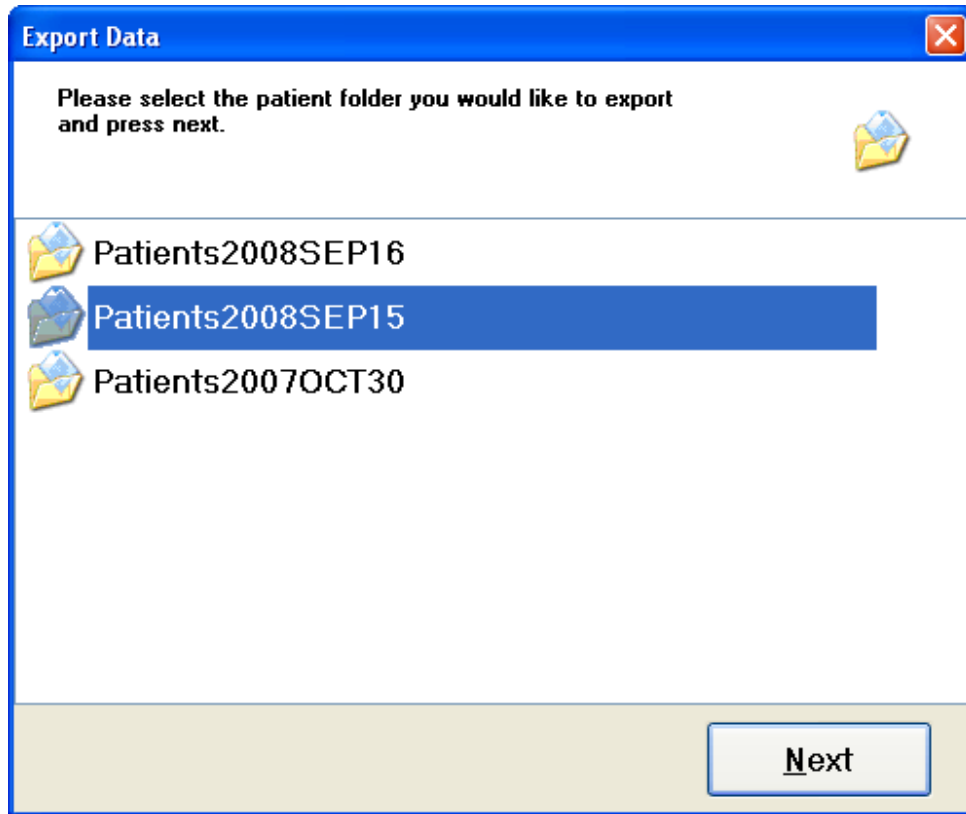 Export Data
Please select the patient folder you would like to export
and press next.
Patients2008SEP16
Patients2008SEP15
Patients2007OCT30
Next